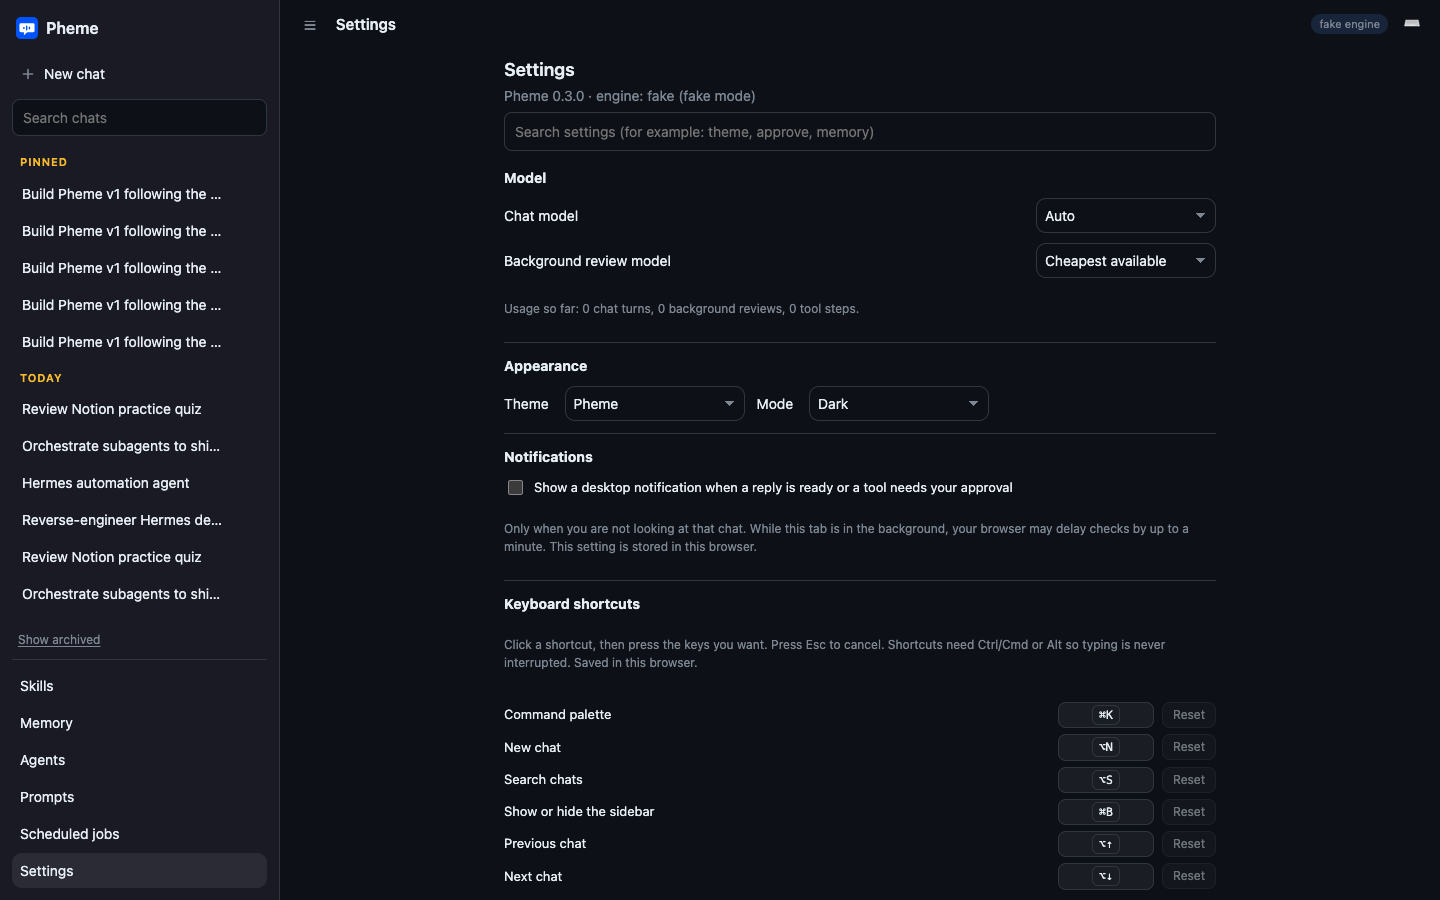 Pheme
New chat
Search chats
PINNED
Build Pheme v1 following the ...
Build Pheme v1 following the ...
Build Pheme v1 following the ...
Build Pheme v1 following the ...
Build Pheme v1 following the ...
TODAY
Review Notion practice quiz
Orchestrate subagents to shi...
Hermes automation agent
Reverse-engineer Hermes de...
Review Notion practice quiz
Orchestrate subagents to shi...
Show archived
Skills
Memory
Agents
Prompts
Scheduled jobs
Settings
Settings
fake engine
Settings
Pheme 0.3.0 · engine: fake (fake mode)
Search settings (for example: theme, approve, memory)
Model
Chat model Auto
Background review model Cheapest available
Usage so far: 0 chat turns, 0 background reviews, 0 tool steps.
Appearance
Theme Pheme Mode Dark
Notifications
Show a desktop notification when a reply is ready or a tool needs your approval
Only when you are not looking at that chat. While this tab is in the background, your browser may delay checks by up to a
minute. This setting is stored in this browser.
Keyboard shortcuts
Click a shortcut, then press the keys you want. Press Esc to cancel. Shortcuts need Ctrl/Cmd or Alt so typing is never
interrupted. Saved in this browser.
Command palette ⌘K Reset
New chat ⌥N Reset
Search chats ⌥S Reset
Show or hide the sidebar ⌘B Reset
Previous chat ⌥↑ Reset
Next chat ⌥↓ Reset